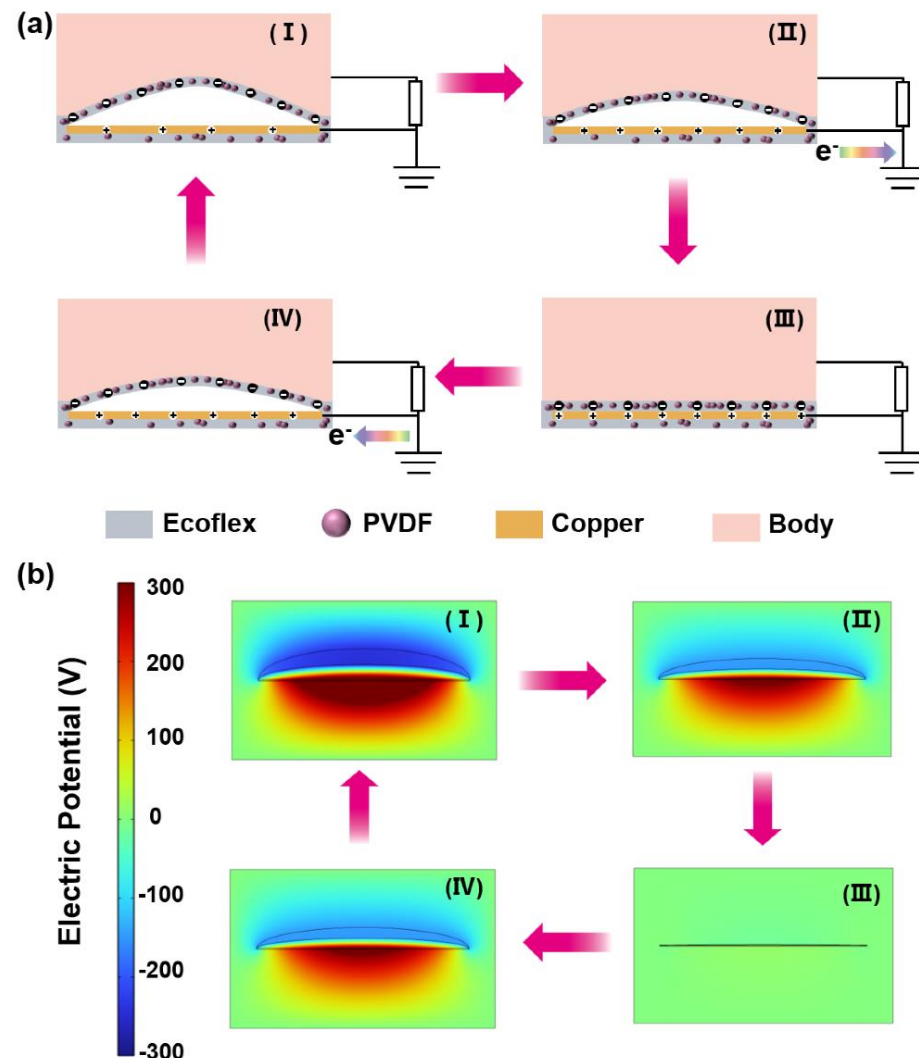 (a)
(Ⅰ)
(Ⅱ)
e-
(Ⅳ)
(Ⅲ)
e-
Ecoflex
PVDF
Copper
Body
(b)
Electric Potential (V)
300
200
100
0
-100
-200
-300
(Ⅰ)
(Ⅱ)
(Ⅳ)
(Ⅲ)